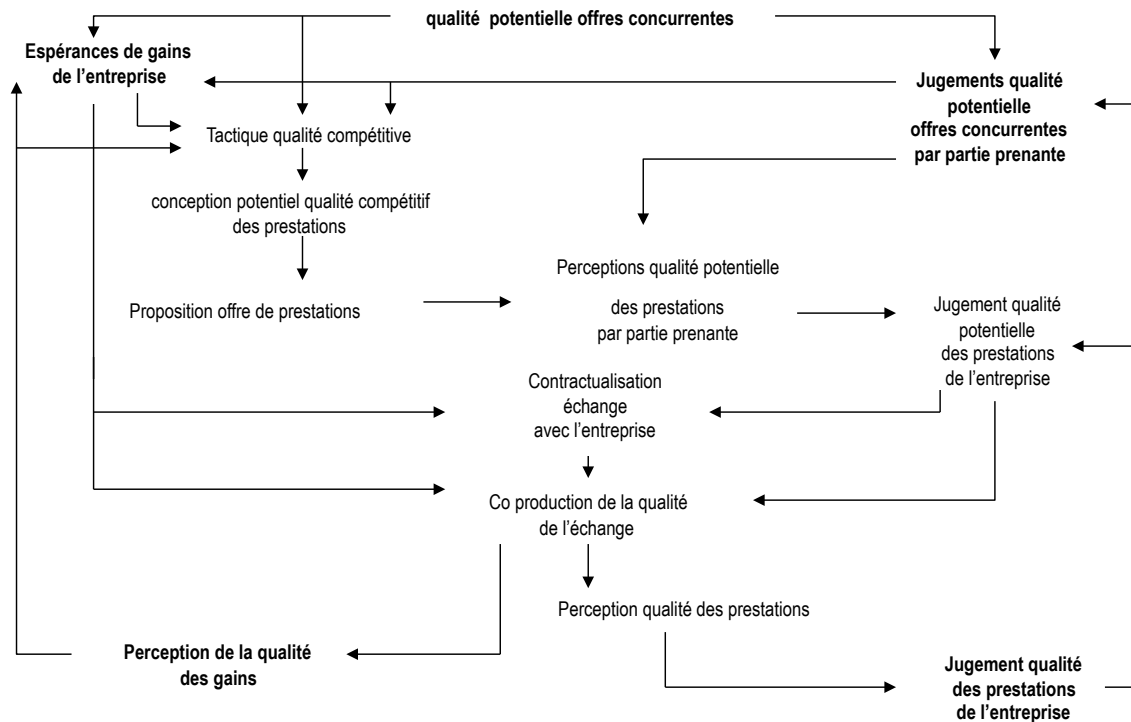 qualité potentielle offres concurrentes
Espérances de gains
de l’entreprise
Jugements qualité
potentielle
offres concurrentes
par partie prenante
Tactique qualité compétitive
conception potentiel qualité compétitif
des prestations
Proposition offre de prestations
Perceptions qualité potentielle
des prestations
par partie prenante
Jugement qualité
potentielle
des prestations
de l’entreprise
Contractualisation
échange
avec l’entreprise
Co production de la qualité
de l’échange
Perception qualité des prestations
Perception de la qualité
des gains
Jugement qualité
des prestations
de l’entreprise